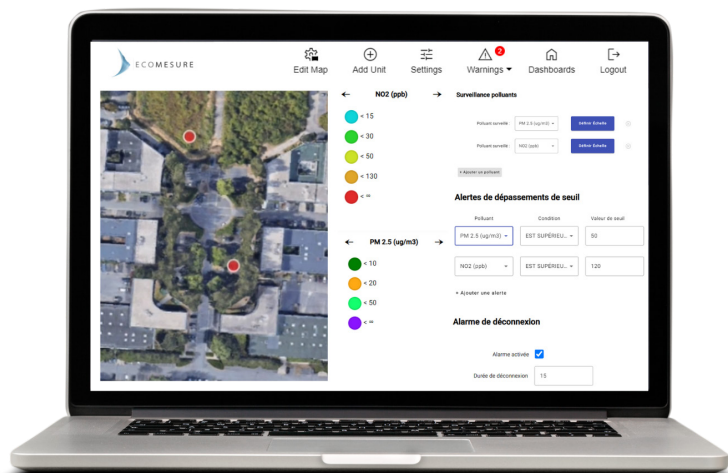 ECOMESURE
Edit Map
Add Unit
Settings
2
Warnings
Dashboards
Logout
← NO2 (ppb) →
< 15
< 30
< 50
< 130
< ∞
← PM 2.5 (ug/m3) →
< 10
< 20
< 50
< ∞
Surveillance polluants
Polluant surveillé : PM 2.5 (ug/m3) Définir Échelle
Polluant surveillé : NO2 (ppb) Définir Échelle
+ Ajouter un polluant
Alertes de dépassements de seuil
Polluant Condition Valeur de seuil
PM 2.5 (ug/m3) EST SUPÉRIEU... 50
NO2 (ppb) EST SUPÉRIEU... 120
+ Ajouter une alerte
Alarme de déconnexion
Alarme activée
Durée de déconnexion 15